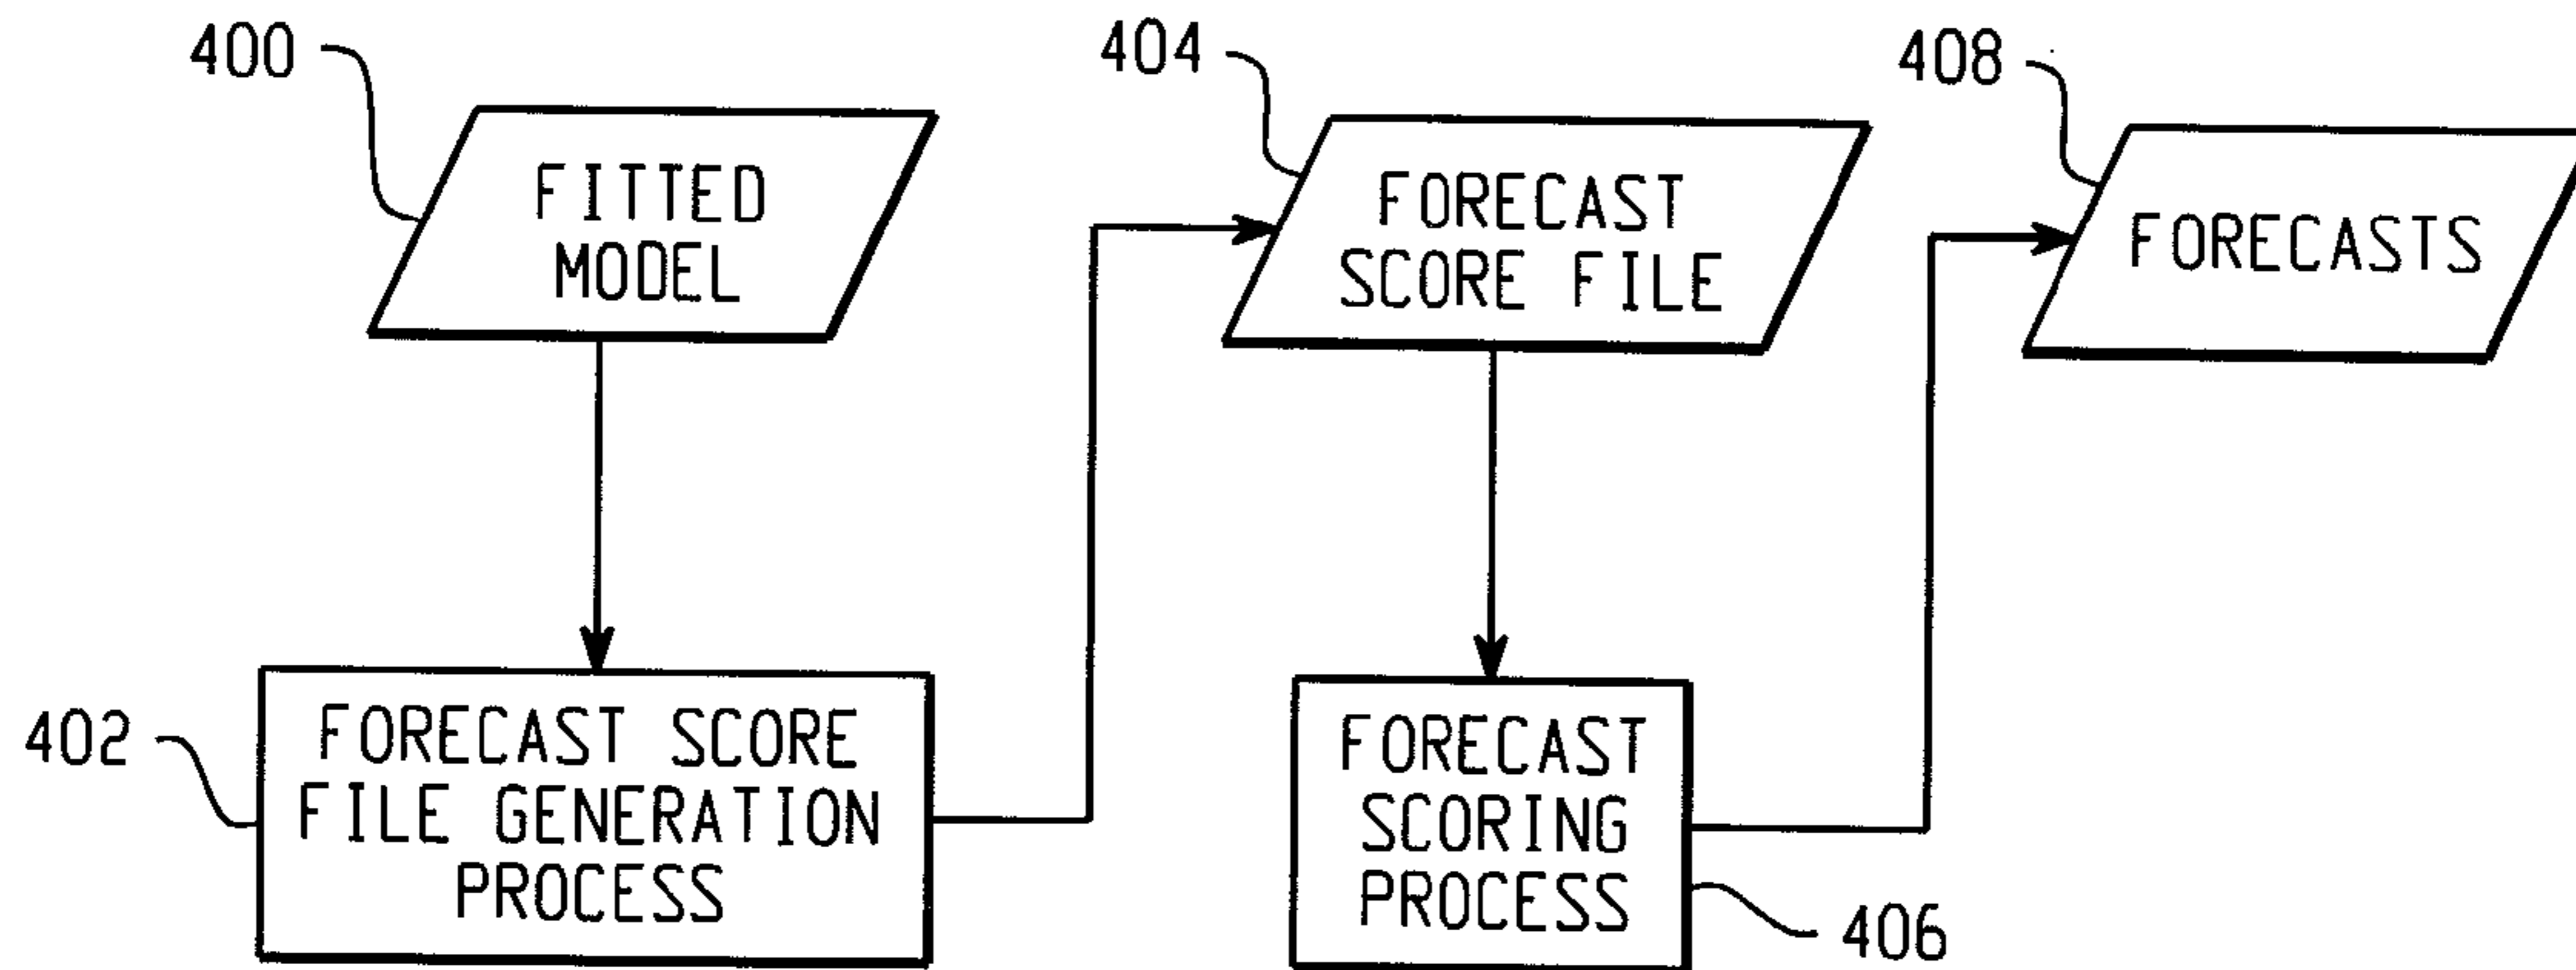 400
FITTED
MODEL
402
FORECAST SCORE
FILE GENERATION
PROCESS
404
FORECAST
SCORE FILE
FORECAST
SCORING
PROCESS
406
408
FORECASTS